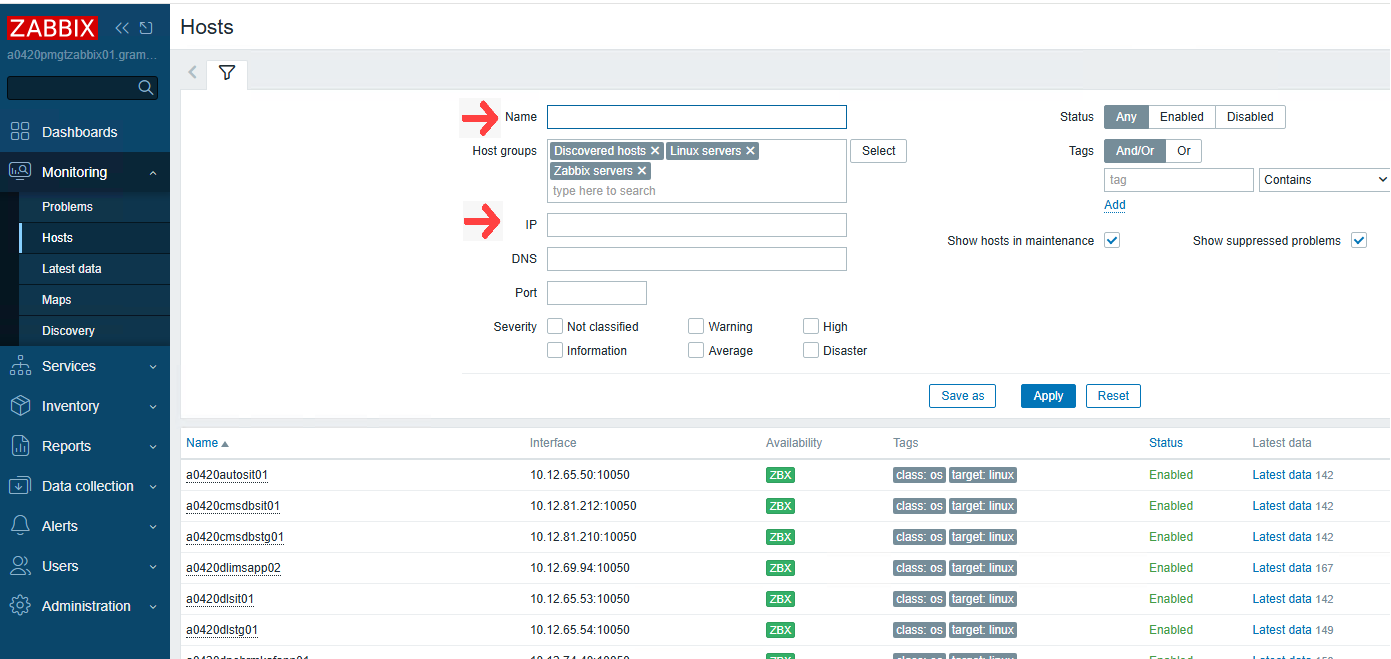 ZABBIX
a0420pmgtzabbix01.gram...
Dashboards
Monitoring
Problems
Hosts
Latest data
Maps
Discovery
Services
Inventory
Reports
Data collection
Alerts
Users
Administration
Hosts
Name
Host groups
Discovered hosts ✕ Linux servers ✕
Zabbix servers ✕
type here to search
Select
IP
DNS
Port
Severity
Not classified Warning High
Information Average Disaster
Status Any Enabled Disabled
Tags And/Or Or
tag Contains
Add
Show hosts in maintenance Show suppressed problems
Save as Apply Reset
Name Interface Availability Tags Status Latest data
a0420autosit01 10.12.65.50:10050 ZBX class: os target: linux Enabled Latest data 142
a0420cmsdbsit01 10.12.81.212:10050 ZBX class: os target: linux Enabled Latest data 142
a0420cmsdbstg01 10.12.81.210:10050 ZBX class: os target: linux Enabled Latest data 142
a0420dlimsapp02 10.12.69.94:10050 ZBX class: os target: linux Enabled Latest data 167
a0420dlsit01 10.12.65.53:10050 ZBX class: os target: linux Enabled Latest data 142
a0420dlstg01 10.12.65.54:10050 ZBX class: os target: linux Enabled Latest data 149
ZBX class: os target: linux Enabled Latest data